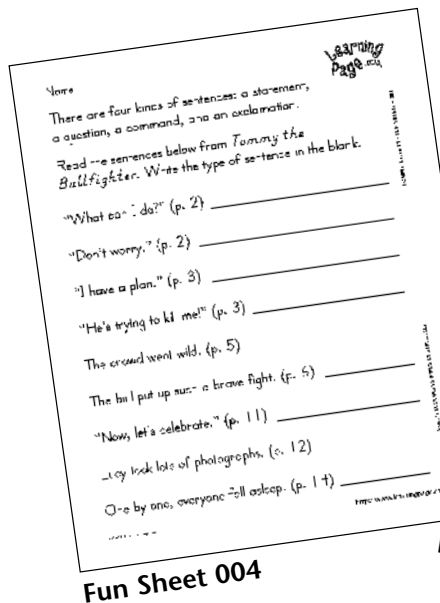 Name
Learning
Page.com
There are four kinds of sentences: a statement,
a question, a command, and an exclamation.
Read the sentences below from Tommy the
Bullfighter. Write the type of sentence in the blank.
"What can I do?" (p. 2)
"Don't worry." (p. 2)
"I have a plan." (p. 3)
"He's trying to kill me!" (p. 3)
The crowd went wild. (p. 5)
The bull put up such a brave fight. (p. 6)
"Now, let's celebrate." (p. 11)
They took lots of photographs. (p. 12)
One by one, everyone fell asleep. (p. 14)
Fun Sheet 004